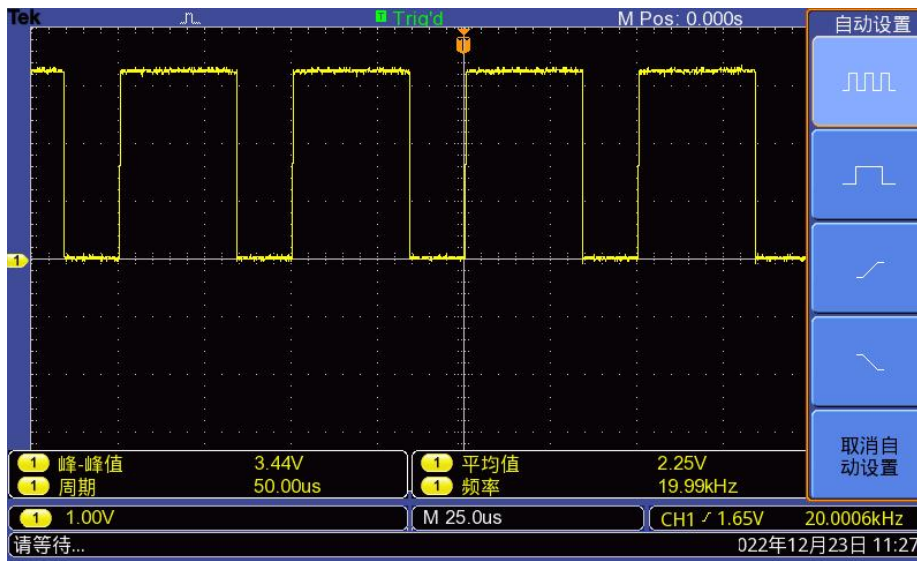 Tek Trig'd M Pos: 0.000s
自动设置
T
1
取消自
动设置
1 峰-峰值 3.44V 1 平均值 2.25V
1 周期 50.00us 1 频率 19.99kHz
1 1.00V M 25.0us CH1 1.65V 20.0006kHz
请等待... 022年12月23日 11:27